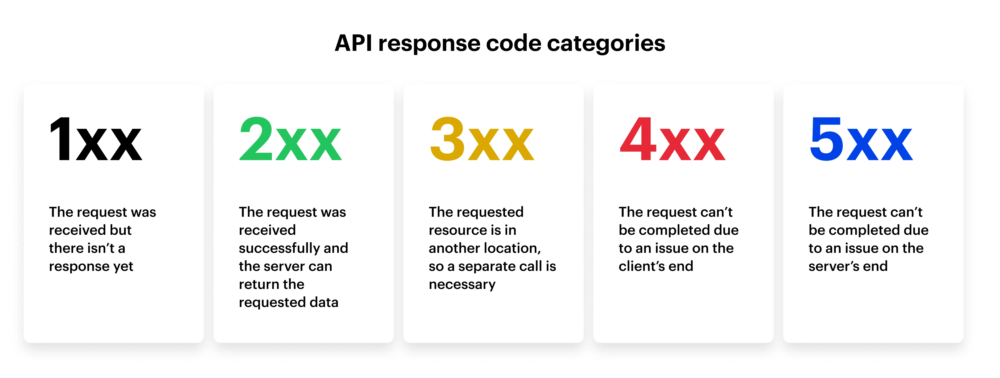 API response code categories
1xx
The request was
received but
there isn’t a
response yet
2xx
The request was
received
successfully and
the server can
return the
requested data
3xx
The requested
resource is in
another location,
so a separate call is
necessary
4xx
The request can’t
be completed due
to an issue on the
client’s end
5xx
The request can’t
be completed due
to an issue on the
server’s end